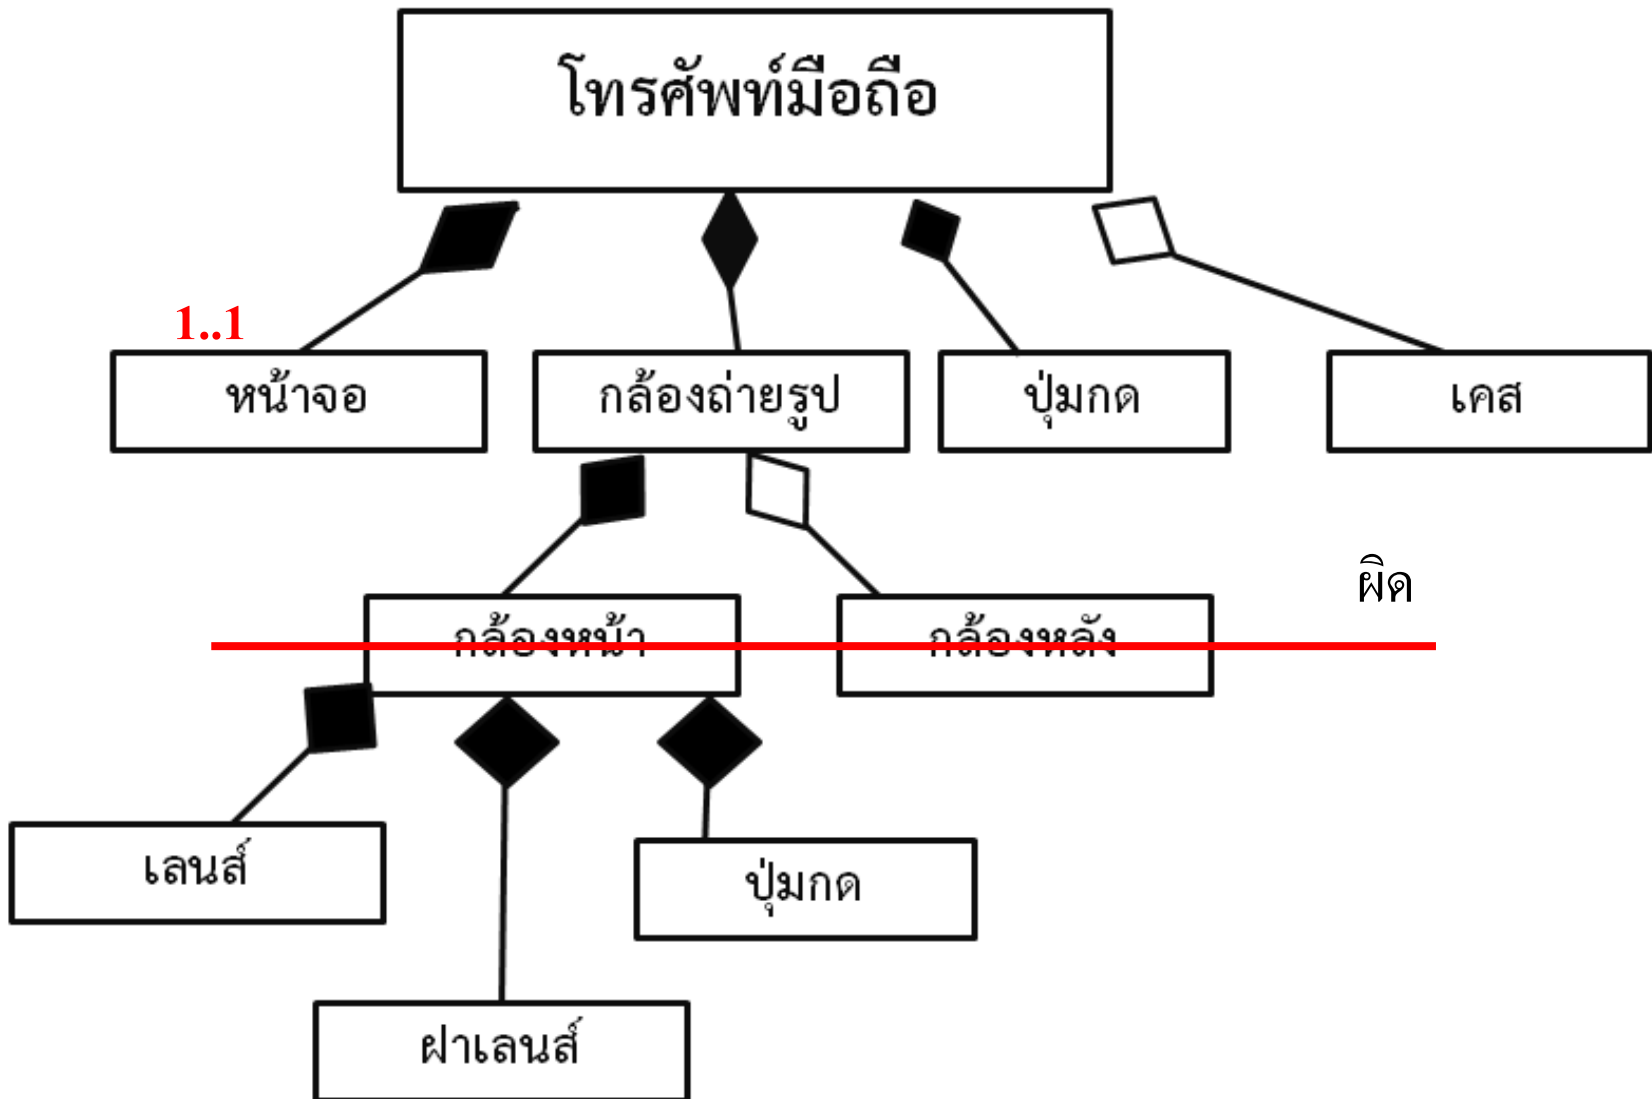 โทรศัพท์มือถือ
1..1
หน้าจอ
กล้องถ่ายรูป
ปุ่มกด
เคส
ผิด
กล้องหน้า
กล้องหลัง
เลนส์
ปุ่มกด
ฝาเลนส์